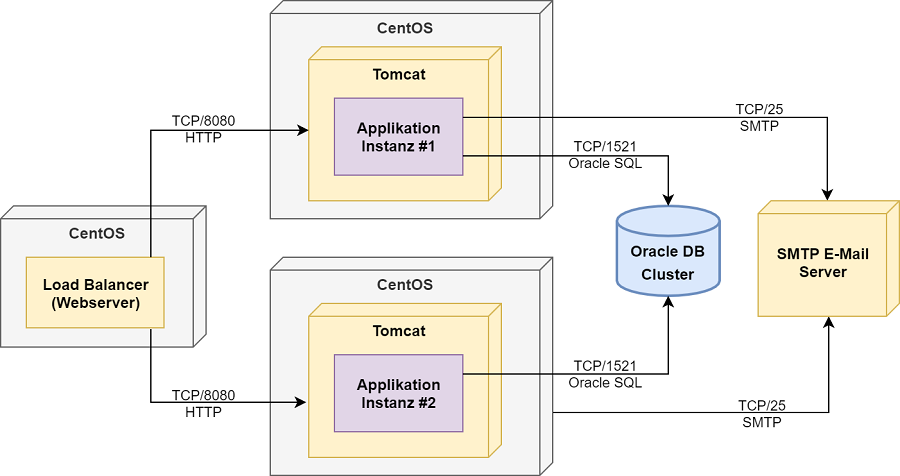 CentOS
Tomcat
Applikation
Instanz #1
TCP/8080
HTTP
TCP/25
SMTP
TCP/1521
Oracle SQL
CentOS
Load Balancer
(Webserver)
Oracle DB
Cluster
SMTP E-Mail
Server
CentOS
Tomcat
Applikation
Instanz #2
TCP/8080
HTTP
TCP/1521
Oracle SQL
TCP/25
SMTP